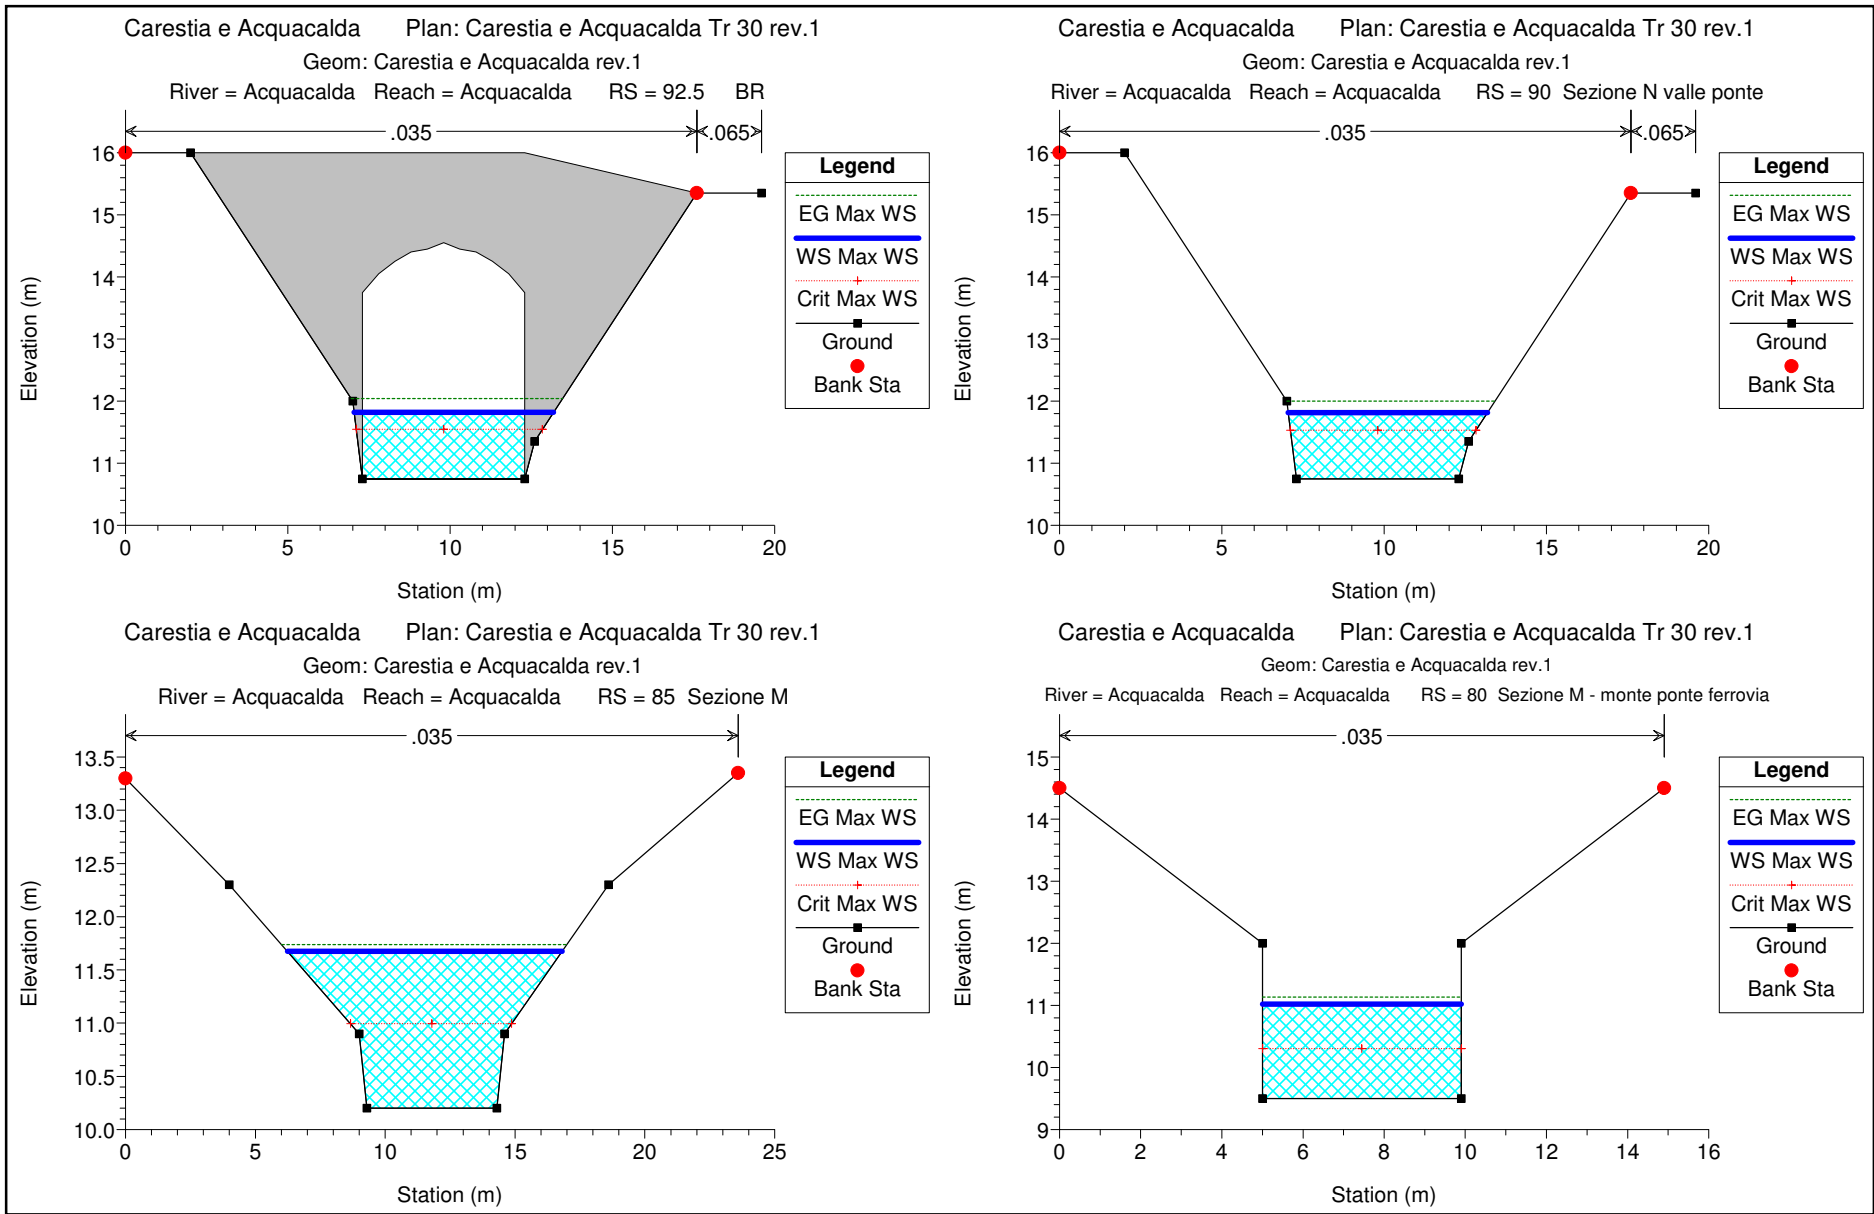 Carestia e Acquacalda Plan: Carestia e Acquacalda Tr 30 rev.1
Geom: Carestia e Acquacalda rev.1
River = Acquacalda Reach = Acquacalda RS = 92.5 BR
.035
.065
16
15
14
13
12
11
10
Elevation (m)
0 5 10 15 20
Station (m)
Legend
EG Max WS
WS Max WS
Crit Max WS
Ground
Bank Sta
Carestia e Acquacalda Plan: Carestia e Acquacalda Tr 30 rev.1
Geom: Carestia e Acquacalda rev.1
River = Acquacalda Reach = Acquacalda RS = 90 Sezione N valle ponte
.035
.065
16
15
14
13
12
11
10
Elevation (m)
0 5 10 15 20
Station (m)
Legend
EG Max WS
WS Max WS
Crit Max WS
Ground
Bank Sta
Carestia e Acquacalda Plan: Carestia e Acquacalda Tr 30 rev.1
Geom: Carestia e Acquacalda rev.1
River = Acquacalda Reach = Acquacalda RS = 85 Sezione M
.035
13.5
13.0
12.5
12.0
11.5
11.0
10.5
10.0
Elevation (m)
0 5 10 15 20 25
Station (m)
Legend
EG Max WS
WS Max WS
Crit Max WS
Ground
Bank Sta
Carestia e Acquacalda Plan: Carestia e Acquacalda Tr 30 rev.1
Geom: Carestia e Acquacalda rev.1
River = Acquacalda Reach = Acquacalda RS = 80 Sezione M - monte ponte ferrovia
.035
15
14
13
12
11
10
9
Elevation (m)
0 2 4 6 8 10 12 14 16
Station (m)
Legend
EG Max WS
WS Max WS
Crit Max WS
Ground
Bank Sta